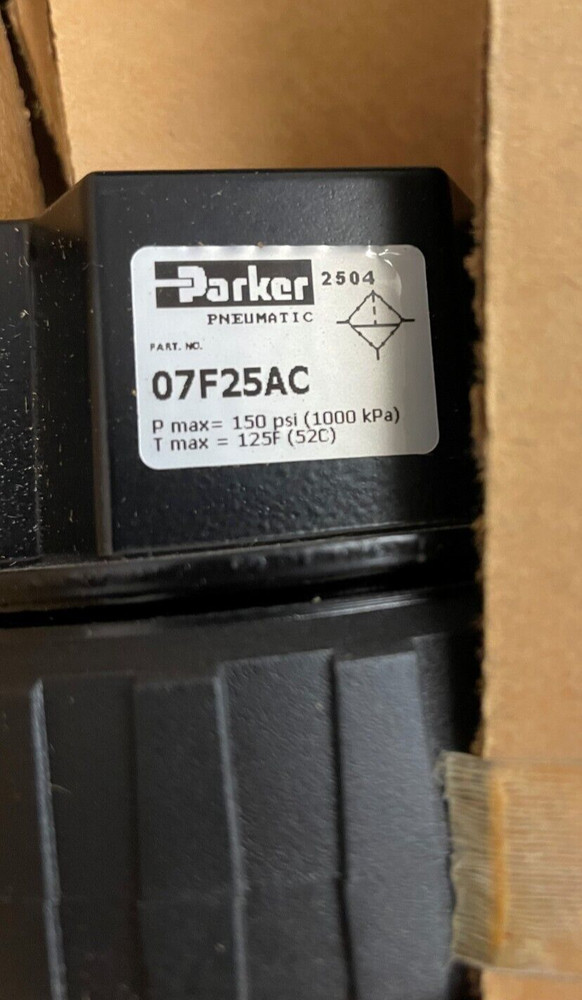 Parker 2504
PNEUMATIC
PART. NO.
07F25AC
P max= 150 psi (1000 kPa)
T max = 125F (52C)